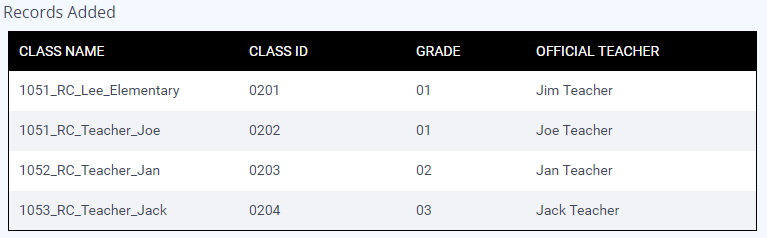 Records Added
CLASS NAME CLASS ID GRADE OFFICIAL TEACHER
1051_RC_Lee_Elementary 0201 01 Jim Teacher
1051_RC_Teacher_Joe 0202 01 Joe Teacher
1052_RC_Teacher_Jan 0203 02 Jan Teacher
1053_RC_Teacher_Jack 0204 03 Jack Teacher